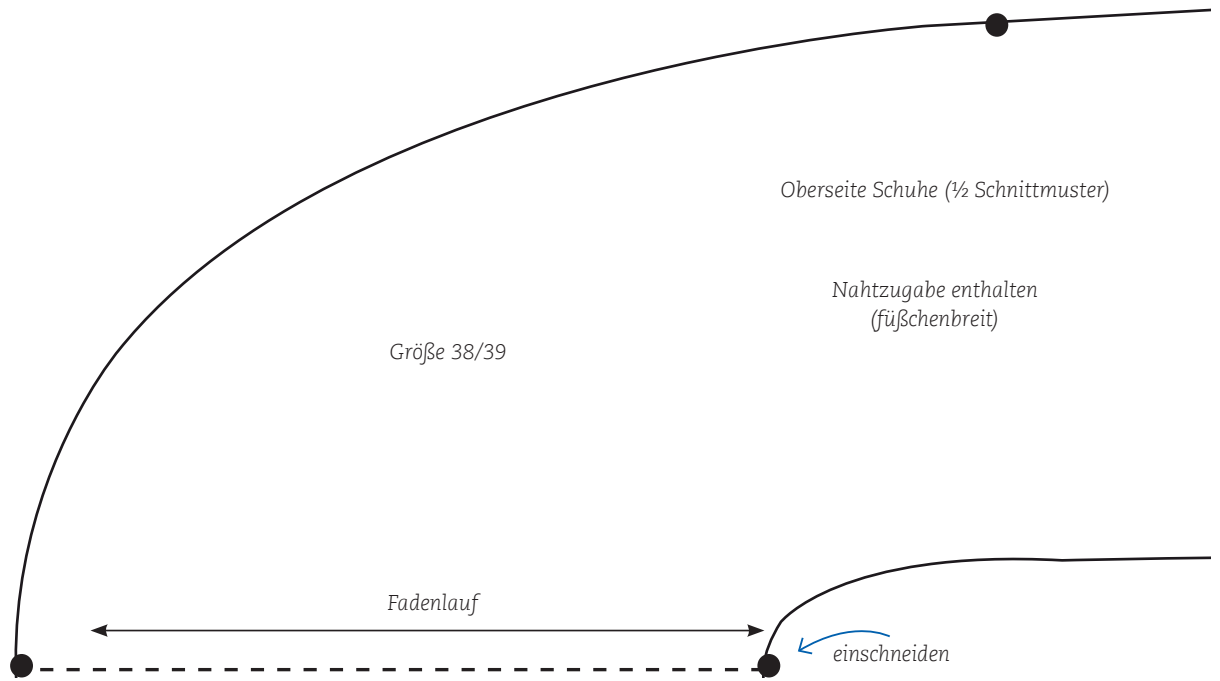 Oberseite Schuhe (½ Schnittmuster)
Nahtzugabe enthalten
(füßchenbreit)
Größe 38/39
Fadenlauf
einschneiden